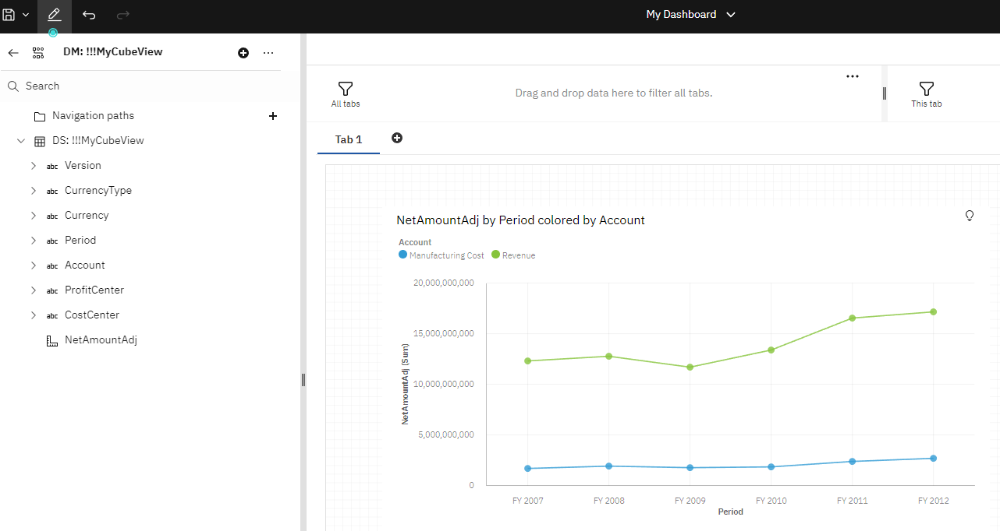 My Dashboard
DM: !!!MyCubeView
Search
Navigation paths
DS: !!!MyCubeView
abc Version
abc CurrencyType
abc Currency
abc Period
abc Account
abc ProfitCenter
abc CostCenter
NetAmountAdj
All tabs
Drag and drop data here to filter all tabs.
This tab
Tab 1
NetAmountAdj by Period colored by Account
Account
Manufacturing Cost Revenue
NetAmountAdj (Sum)
20,000,000,000
15,000,000,000
10,000,000,000
5,000,000,000
0
FY 2007 FY 2008 FY 2009 FY 2010 FY 2011 FY 2012
Period